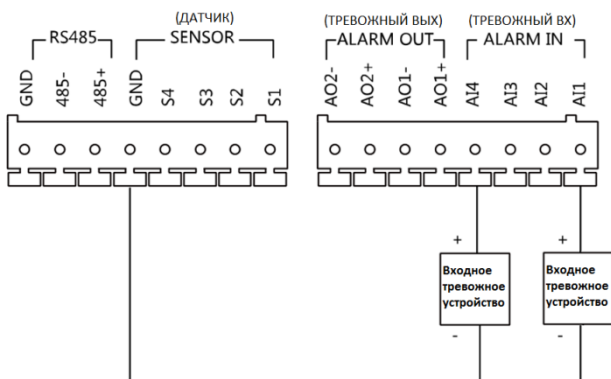 (ДАТЧИК) (ТРЕВОЖНЫЙ ВЫХ) (ТРЕВОЖНЫЙ ВХ)
RS485 SENSOR ALARM OUT ALARM IN
GND 485- 485+ GND S4 S3 S2 S1 AO2- AO2+ AO1- AO1+ AI4 AI3 AI2 AI1
+ +
Входное Входное
тревожное тревожное
устройство устройство
- -